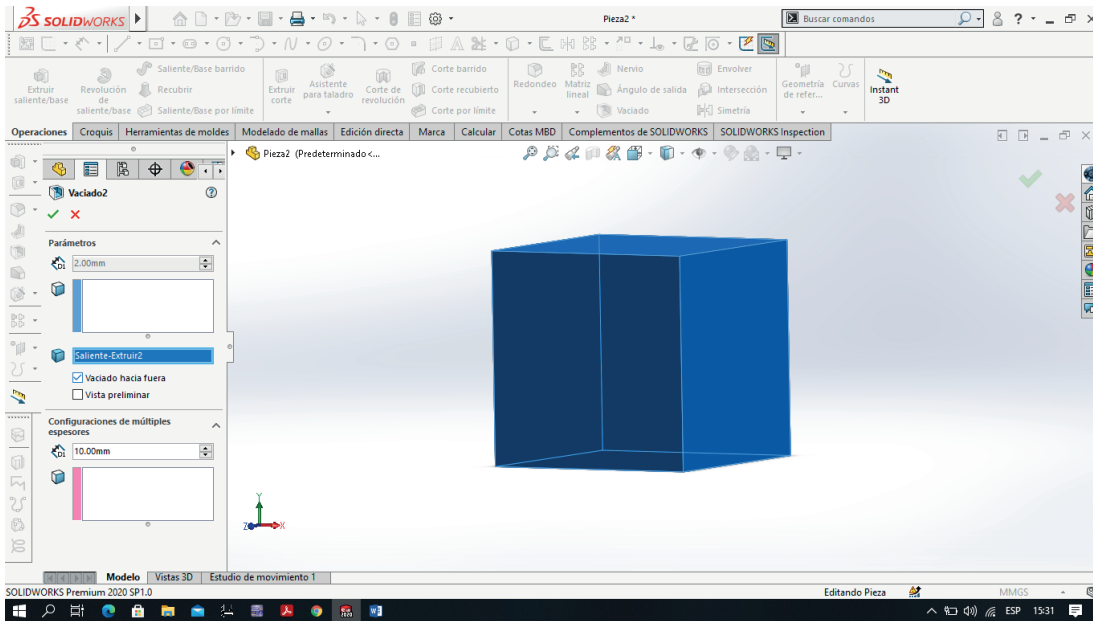 SOLIDWORKS
Pieza2 *
Buscar comandos
Extruir saliente/base
Revolución de saliente/base
Saliente/Base barrido
Recubrir
Saliente/Base por límite
Extruir corte
Asistente para taladro
Corte de revolución
Corte barrido
Corte recubierto
Corte por límite
Redondeo
Matriz lineal
Nervio
Ángulo de salida
Vaciado
Envolver
Intersección
Simetría
Geometría de refer...
Curvas
Instant 3D
Operaciones
Croquis
Herramientas de moldes
Modelado de mallas
Edición directa
Marca
Calcular
Cotas MBD
Complementos de SOLIDWORKS
SOLIDWORKS Inspection
Pieza2 (Predeterminado<...
Vaciado2
Parámetros
D1
2.00mm
Saliente-Extruir2
Vaciado hacia fuera
Vista preliminar
Configuraciones de múltiples
espesores
D1
10.00mm
Y
Z
X
Modelo
Vistas 3D
Estudio de movimiento 1
SOLIDWORKS Premium 2020 SP1.0
Editando Pieza
MMGS
ESP
15:31